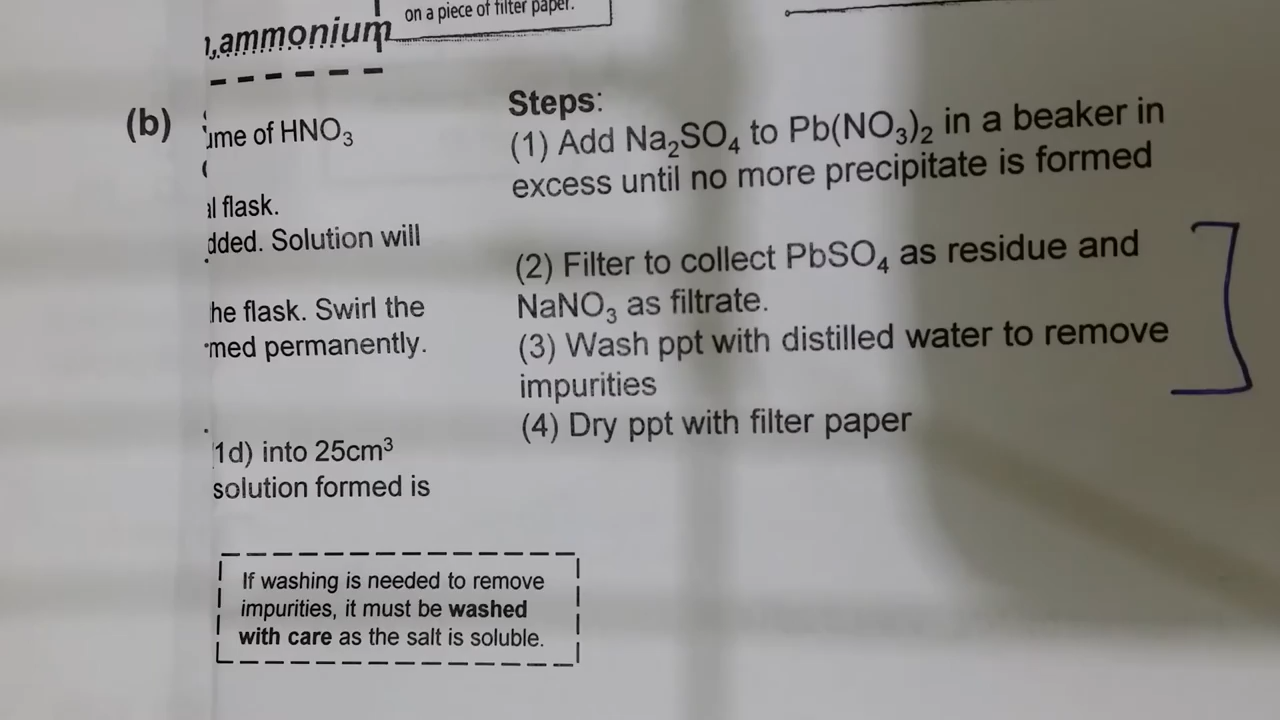 ammonium
on a piece of filter paper.
(b)
ume of HNO₃
al flask.
dded. Solution will
he flask. Swirl the
med permanently.
1d) into 25cm³
solution formed is
Steps:
(1) Add Na₂SO₄ to Pb(NO₃)₂ in a beaker in
excess until no more precipitate is formed
(2) Filter to collect PbSO₄ as residue and
NaNO₃ as filtrate.
(3) Wash ppt with distilled water to remove
impurities
(4) Dry ppt with filter paper
If washing is needed to remove
impurities, it must be washed
with care as the salt is soluble.